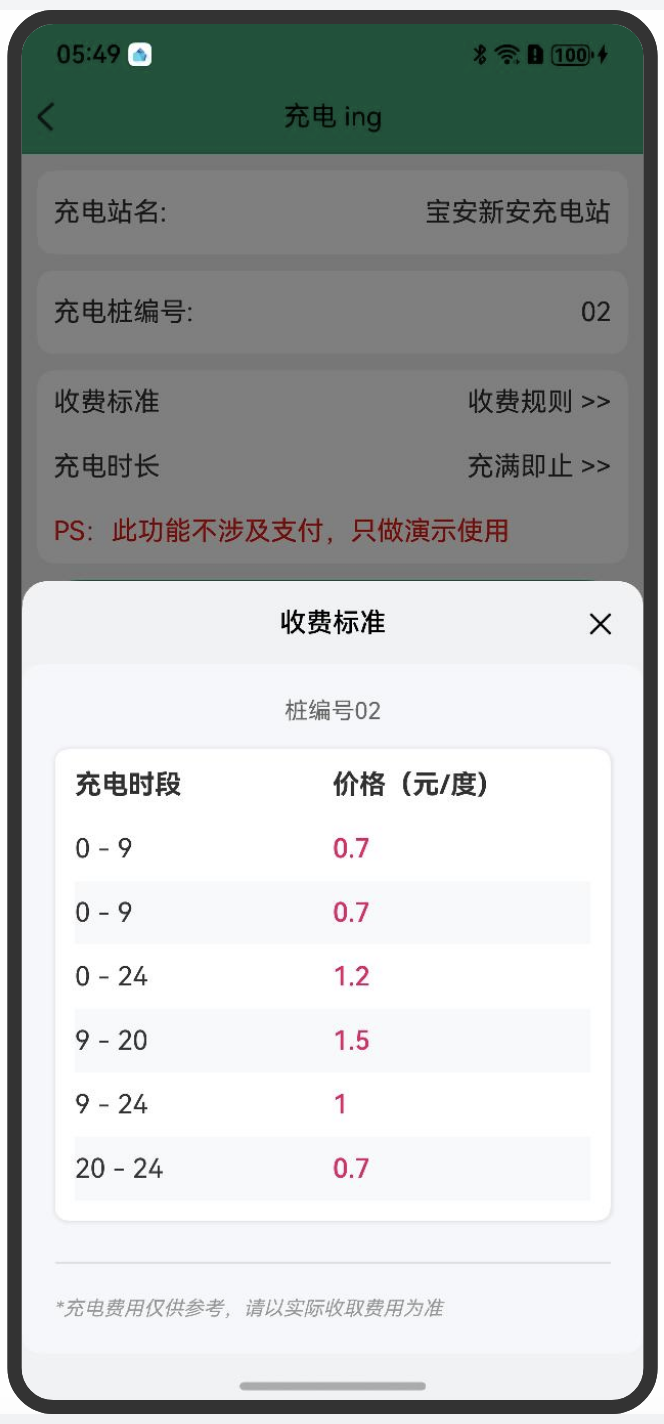 05:49 100
充电 ing
充电站名: 宝安新安充电站
充电桩编号: 02
收费标准 收费规则 >>
充电时长 充满即止 >>
PS：此功能不涉及支付，只做演示使用
收费标准
桩编号02
充电时段 价格（元/度）
0 - 9 0.7
0 - 9 0.7
0 - 24 1.2
9 - 20 1.5
9 - 24 1
20 - 24 0.7
*充电费用仅供参考，请以实际收取费用为准